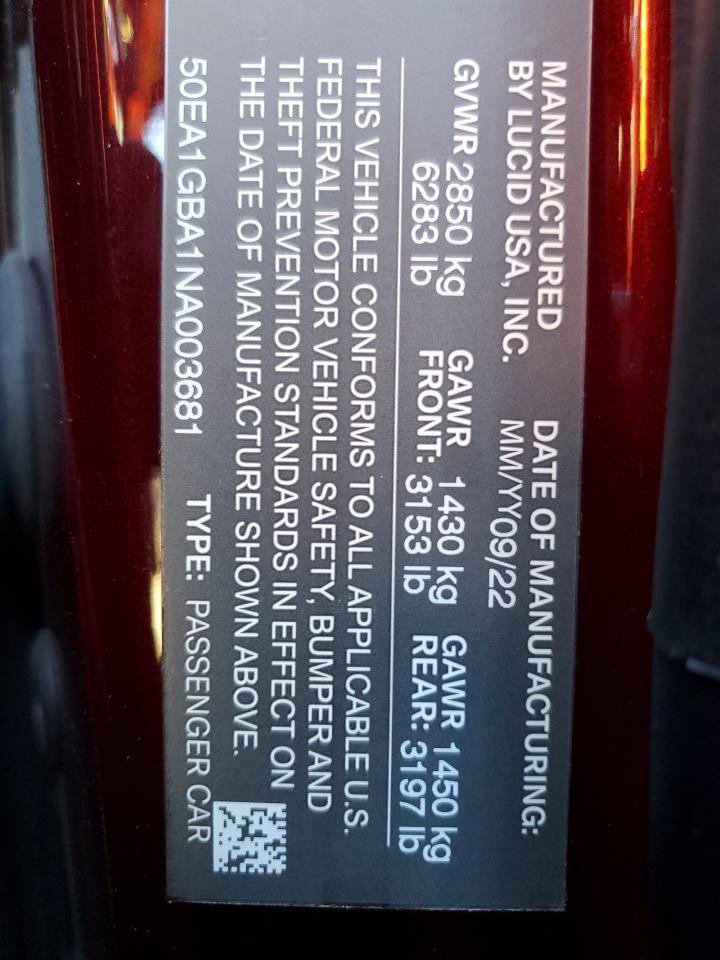 MANUFACTURED
BY LUCID USA, INC.
DATE OF MANUFACTURING:
MM/YY09/22
GVWR 2850 kg
6283 lb
GAWR 1430 kg
FRONT: 3153 lb
GAWR 1450 kg
REAR: 3197 lb
THIS VEHICLE CONFORMS TO ALL APPLICABLE U.S.
FEDERAL MOTOR VEHICLE SAFETY, BUMPER AND
THEFT PREVENTION STANDARDS IN EFFECT ON
THE DATE OF MANUFACTURE SHOWN ABOVE.
50EA1GBA1NA003681 TYPE: PASSENGER CAR